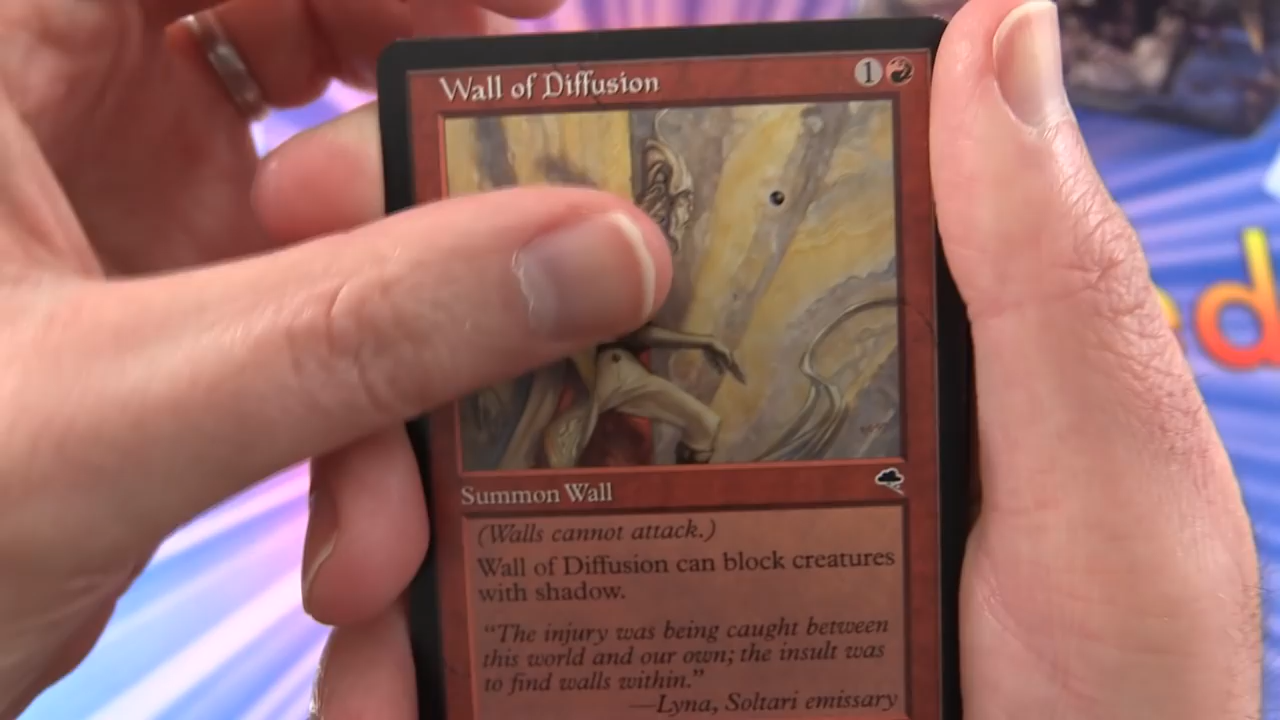 Wall of Diffusion 1
Summon Wall
(Walls cannot attack.)
Wall of Diffusion can block creatures
with shadow.
"The injury was being caught between
this world and our own; the insult was
to find walls within."
—Lyna, Soltari emissary